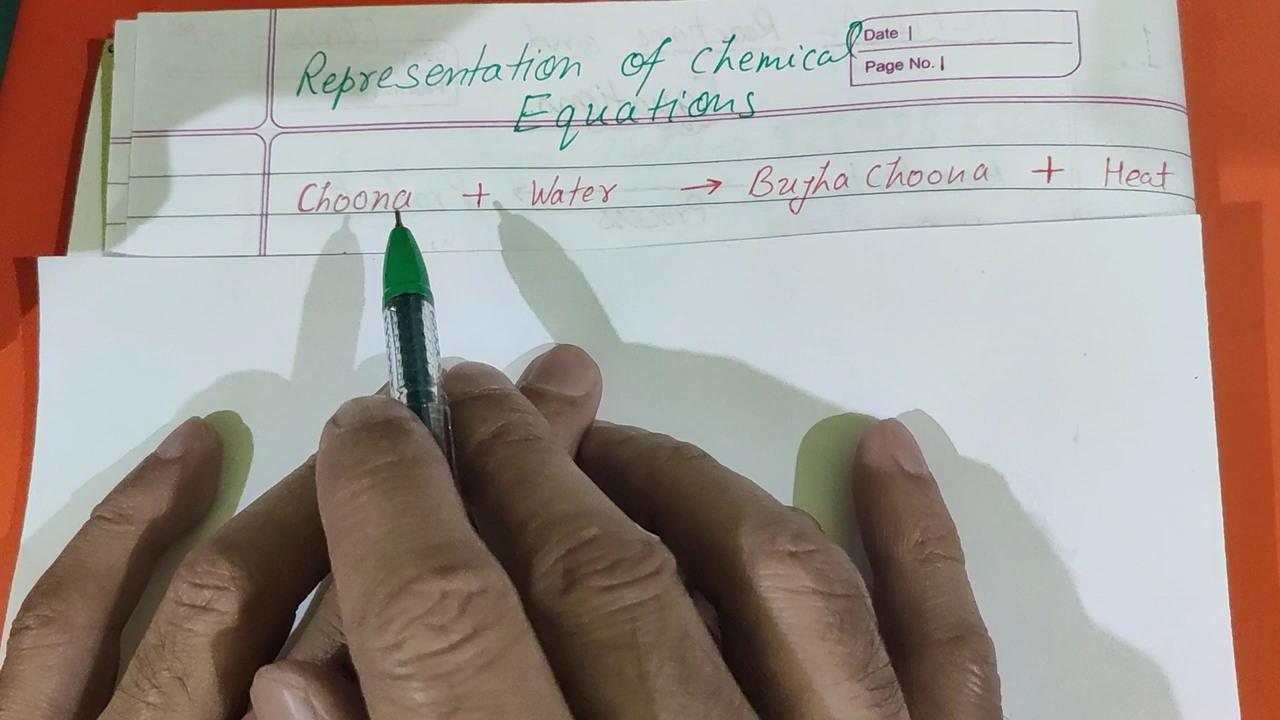 Representation of Chemical
Equations
Date
Page No.
Choona + Water → Bujha Choona + Heat